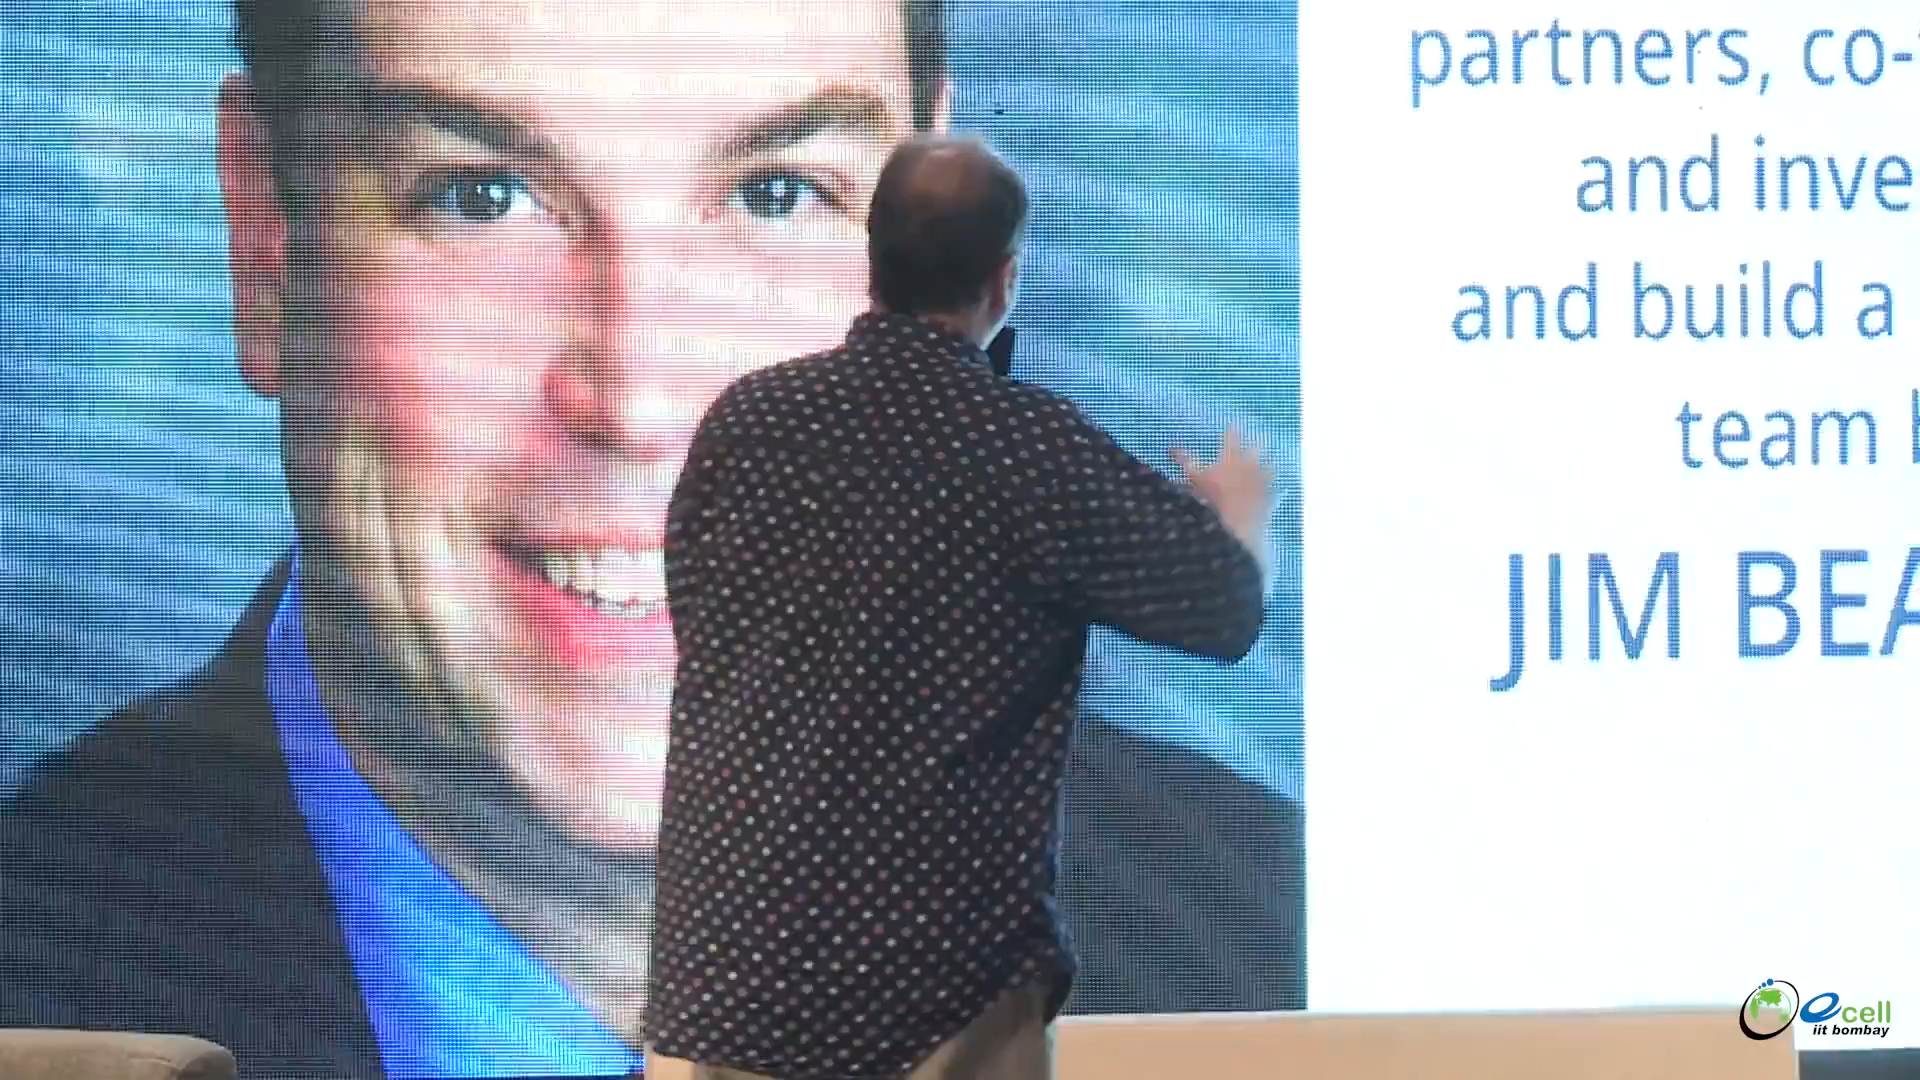 partners, co-
and inve
and build a
team
JIM BEA
ecell
iit bombay